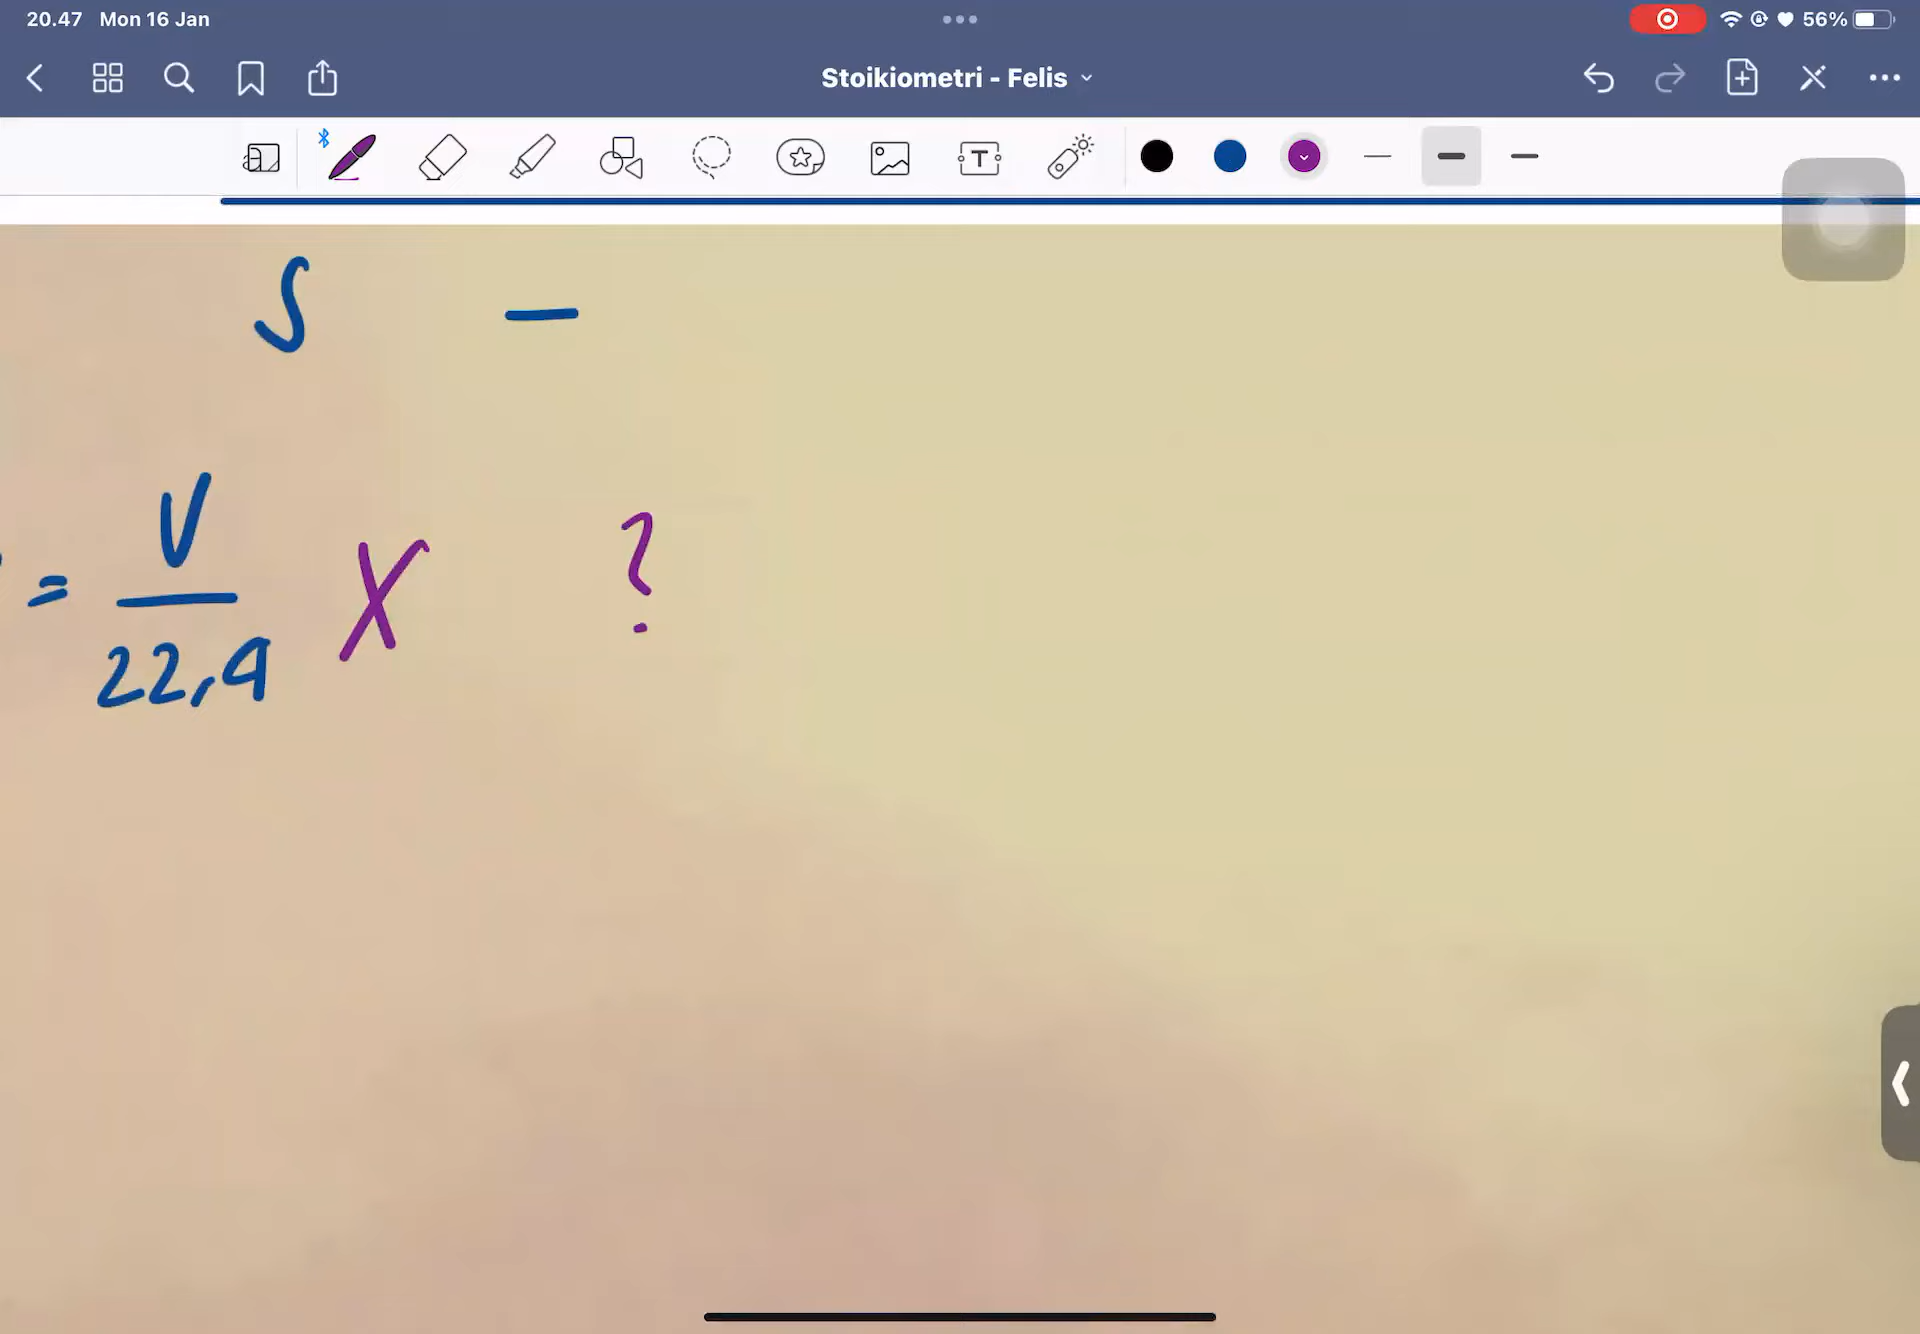 20.47 Mon 16 Jan 56%
Stoikiometri - Felis
S —
= V
22,4
X ?